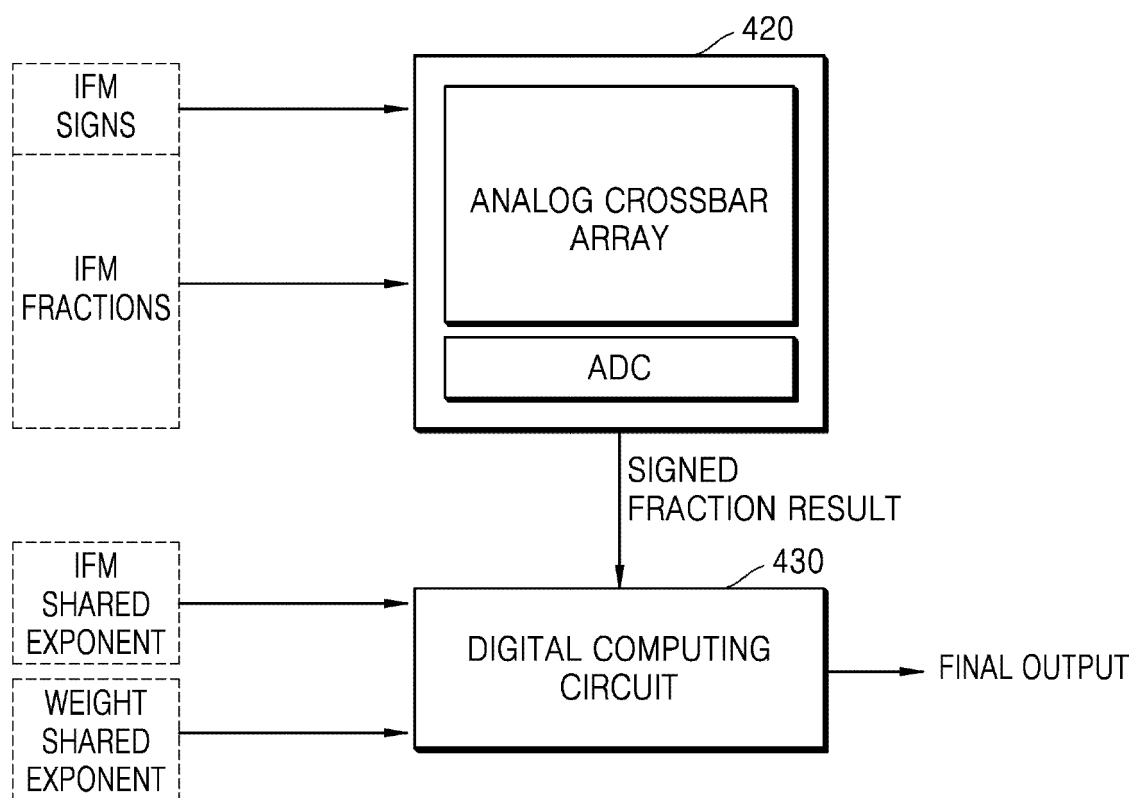 420
IFM
SIGNS
IFM
FRACTIONS
ANALOG CROSSBAR
ARRAY
ADC
SIGNED
FRACTION RESULT
430
IFM
SHARED
EXPONENT
WEIGHT
SHARED
EXPONENT
DIGITAL COMPUTING
CIRCUIT
FINAL OUTPUT